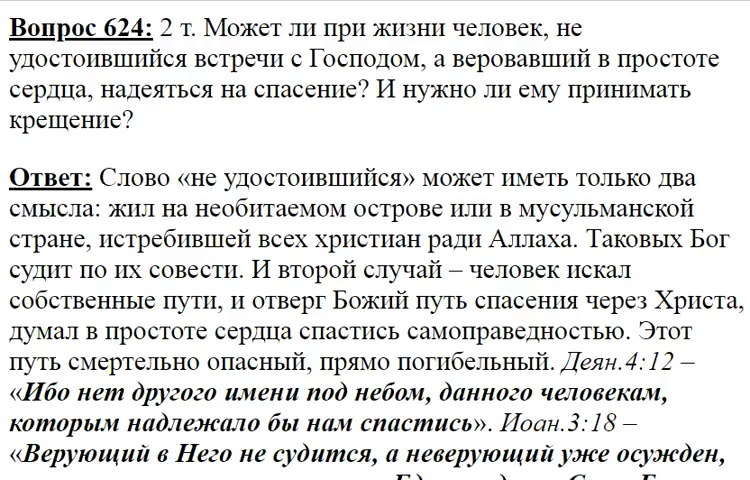 Вопрос 624: 2 т. Может ли при жизни человек, не
удостоившийся встречи с Господом, а веровавший в простоте
сердца, надеяться на спасение? И нужно ли ему принимать
крещение?
Ответ: Слово «не удостоившийся» может иметь только два
смысла: жил на необитаемом острове или в мусульманской
стране, истребившей всех христиан ради Аллаха. Таковых Бог
судит по их совести. И второй случай – человек искал
собственные пути, и отверг Божий путь спасения через Христа,
думал в простоте сердца спастись самоправедностью. Этот
путь смертельно опасный, прямо погибельный. Деян.4:12 –
«Ибо нет другого имени под небом, данного человекам,
которым надлежало бы нам спастись». Иоан.3:18 –
«Верующий в Него не судится, а неверующий уже осужден,